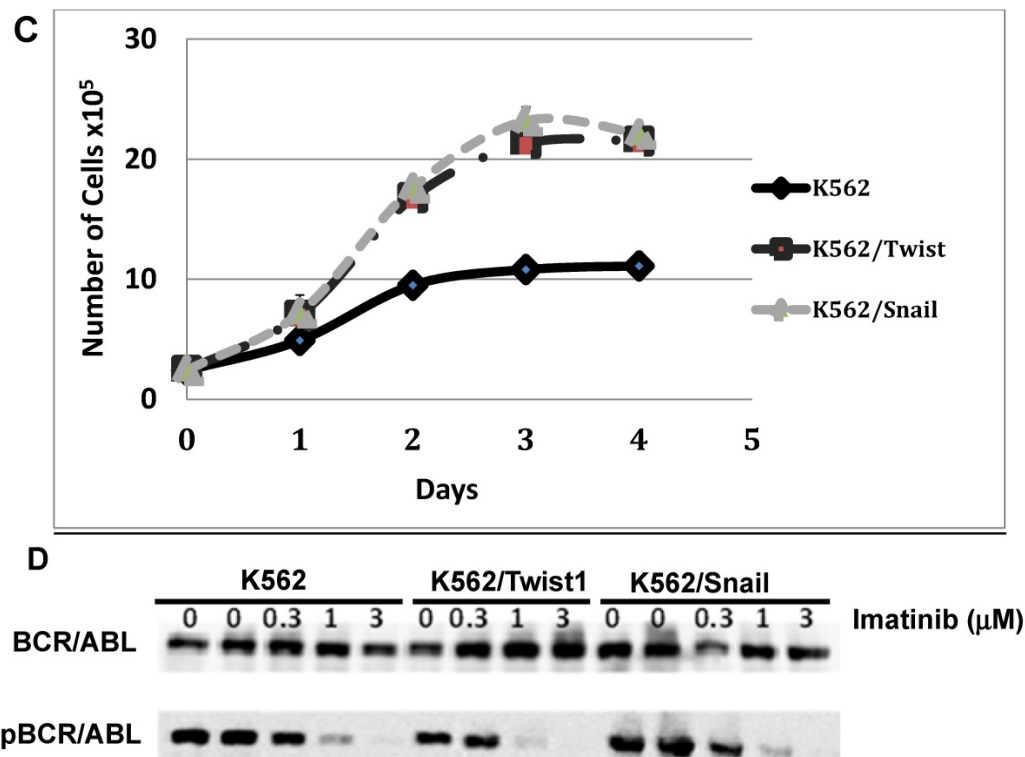 C
Number of Cells x10⁵
30
20
10
0
0 1 2 3 4 5
Days
K562
K562/Twist
K562/Snail
D
K562 K562/Twist1 K562/Snail
0 0 0.3 1 3 0 0.3 1 3 0 0 0.3 1 3 Imatinib (μM)
BCR/ABL
pBCR/ABL